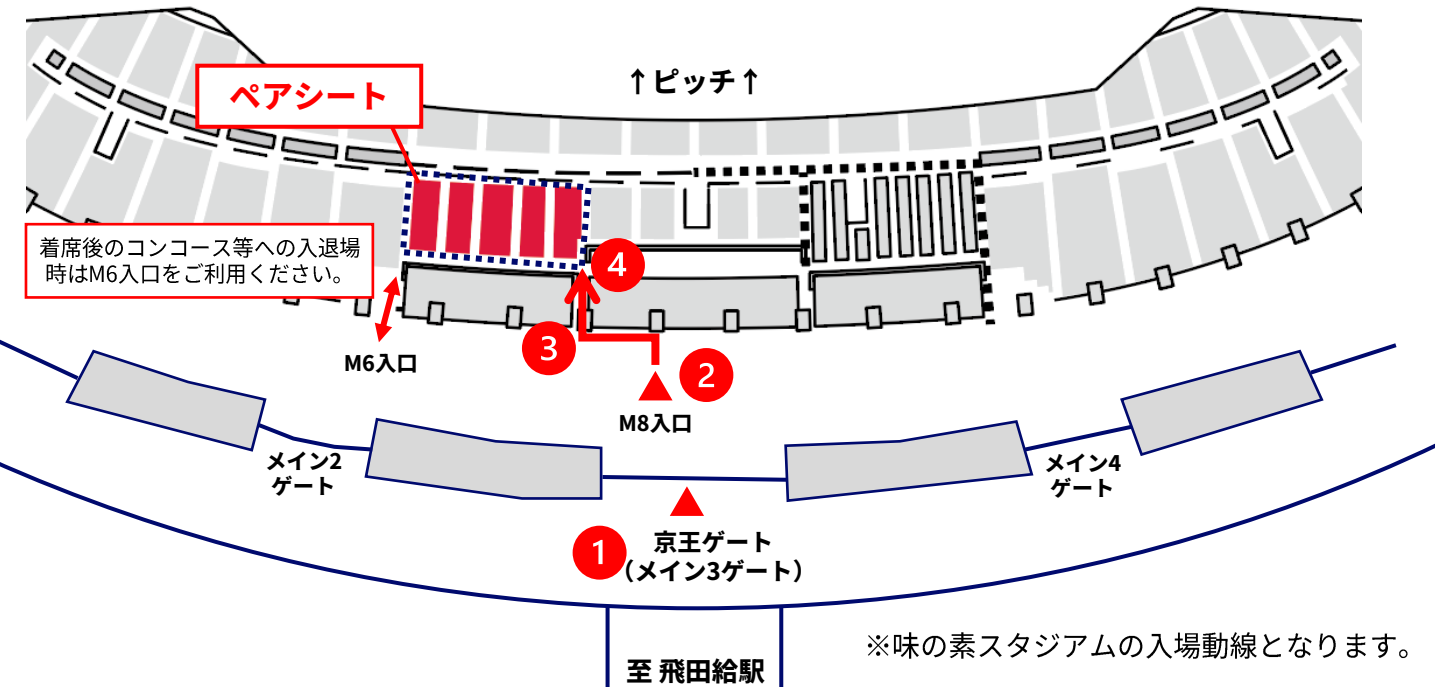 ↑ピッチ↑
ペアシート
着席後のコンコース等への入退場
時はM6入口をご利用ください。
4
3
2
M6入口
M8入口
メイン2
ゲート
メイン4
ゲート
1
京王ゲート
（メイン3ゲート）
※味の素スタジアムの入場動線となります。
至 飛田給駅